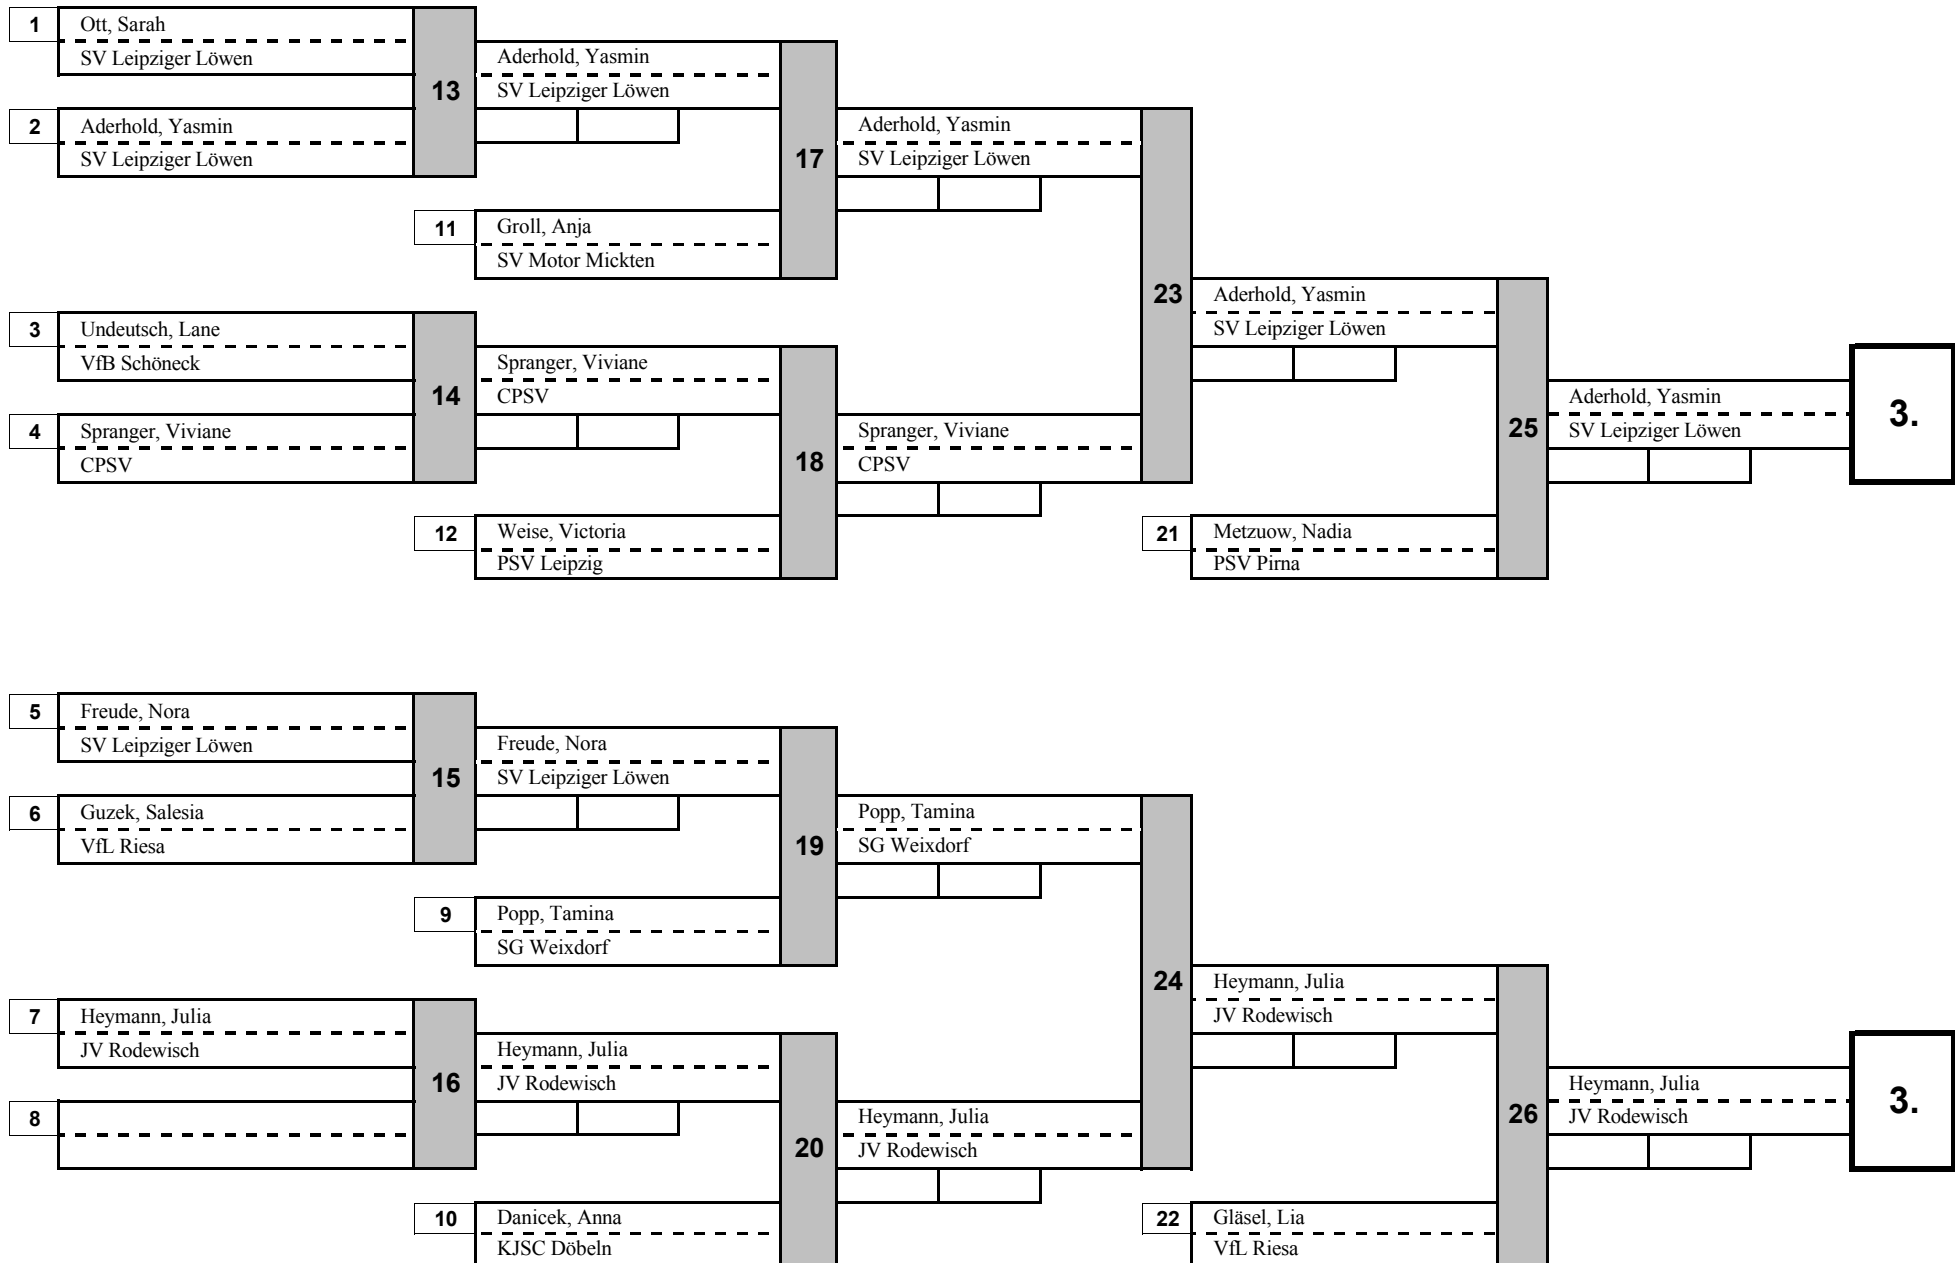 1
Ott, Sarah
SV Leipziger Löwen
13
Aderhold, Yasmin
SV Leipziger Löwen
2
Aderhold, Yasmin
SV Leipziger Löwen
17
Aderhold, Yasmin
SV Leipziger Löwen
11
Groll, Anja
SV Motor Mickten
23
Aderhold, Yasmin
SV Leipziger Löwen
3
Undeutsch, Lane
VfB Schöneck
14
Spranger, Viviane
CPSV
4
Spranger, Viviane
CPSV
18
Spranger, Viviane
CPSV
25
Aderhold, Yasmin
SV Leipziger Löwen
3.
12
Weise, Victoria
PSV Leipzig
21
Metzuow, Nadia
PSV Pirna
5
Freude, Nora
SV Leipziger Löwen
15
Freude, Nora
SV Leipziger Löwen
6
Guzek, Salesia
VfL Riesa
19
Popp, Tamina
SG Weixdorf
9
Popp, Tamina
SG Weixdorf
24
Heymann, Julia
JV Rodewisch
7
Heymann, Julia
JV Rodewisch
16
Heymann, Julia
JV Rodewisch
8
20
Heymann, Julia
JV Rodewisch
26
Heymann, Julia
JV Rodewisch
3.
10
Danicek, Anna
KJSC Döbeln
22
Gläsel, Lia
VfL Riesa